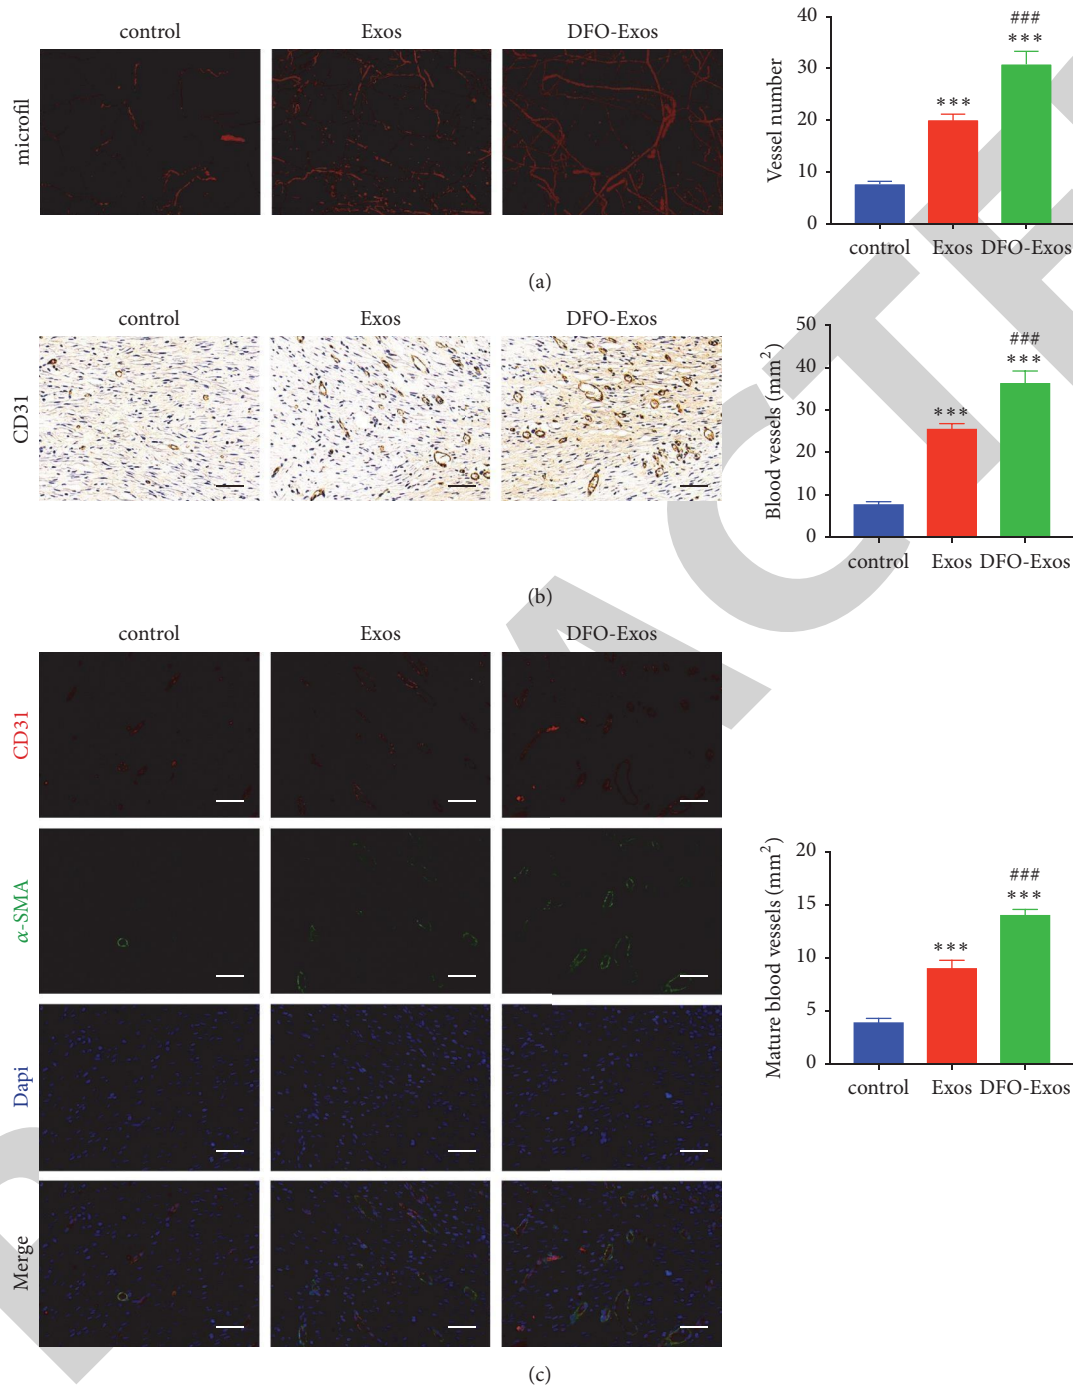 control Exos DFO-Exos
microfil
Vessel number
40
30
20
10
0
***
###
***
control Exos DFO-Exos
(a)
control Exos DFO-Exos
CD31
Blood vessels (mm²)
50
40
30
20
10
0
***
###
***
control Exos DFO-Exos
(b)
control Exos DFO-Exos
CD31
α-SMA
Dapi
Merge
Mature blood vessels (mm²)
20
15
10
5
0
***
###
***
control Exos DFO-Exos
(c)